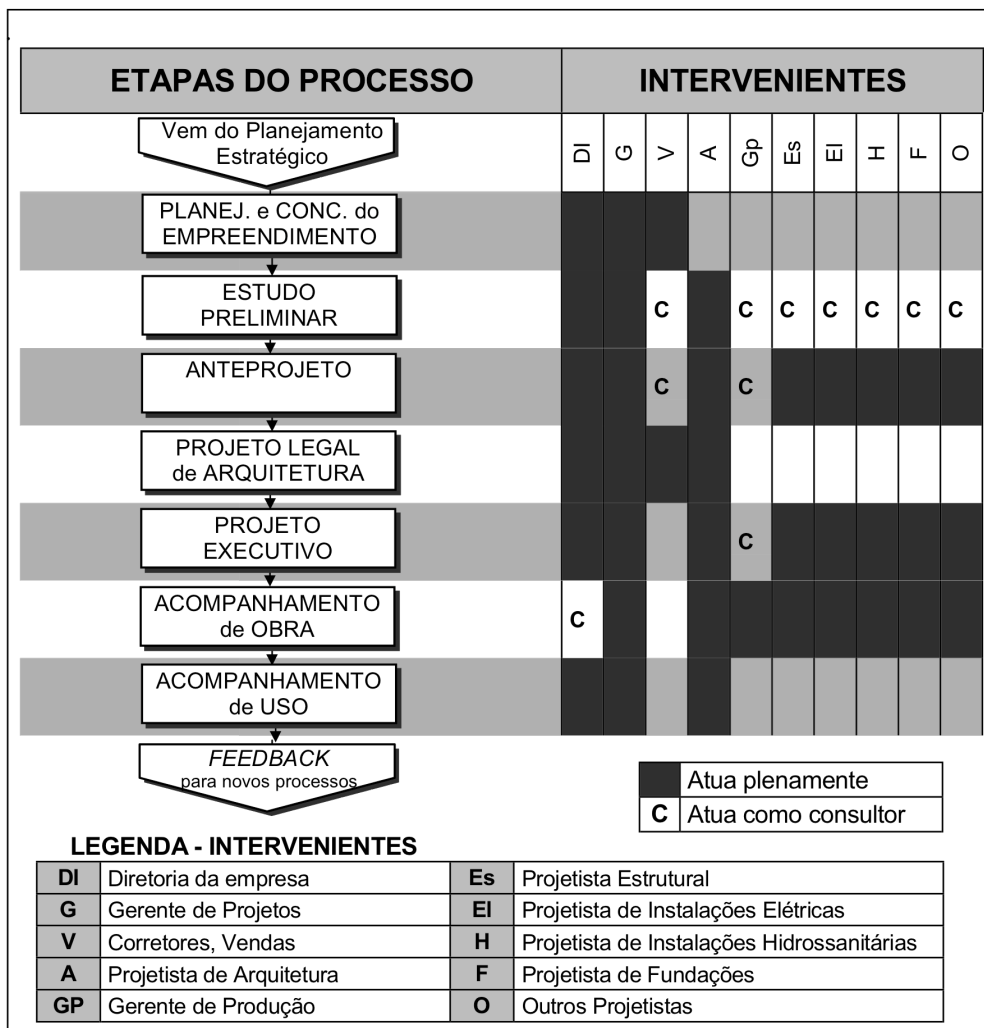 ETAPAS DO PROCESSO
INTERVENIENTES
Vem do Planejamento
Estratégico
DI G V A Gp Es El H F O
PLANEJ. e CONC. do
EMPREENDIMENTO
ESTUDO
PRELIMINAR
C C C C C C C
ANTEPROJETO
C C
PROJETO LEGAL
de ARQUITETURA
PROJETO
EXECUTIVO
C
ACOMPANHAMENTO
de OBRA
C
ACOMPANHAMENTO
de USO
FEEDBACK
para novos processos
Atua plenamente
C Atua como consultor
LEGENDA - INTERVENIENTES
DI Diretoria da empresa Es Projetista Estrutural
G Gerente de Projetos El Projetista de Instalações Elétricas
V Corretores, Vendas H Projetista de Instalações Hidrossanitárias
A Projetista de Arquitetura F Projetista de Fundações
GP Gerente de Produção O Outros Projetistas